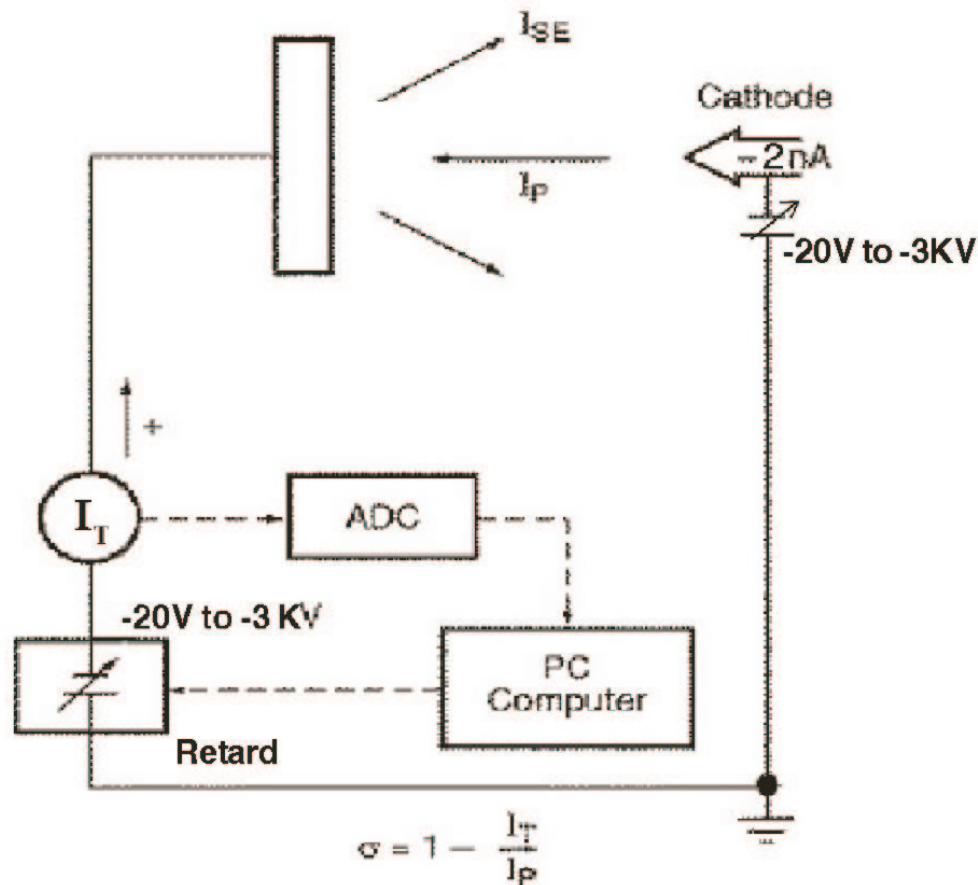 I_SE
Cathode
-2nA
I_P
-20V to -3KV
+
I_T
ADC
-20V to -3 KV
PC
Computer
Retard
σ = 1 - I_T/I_P